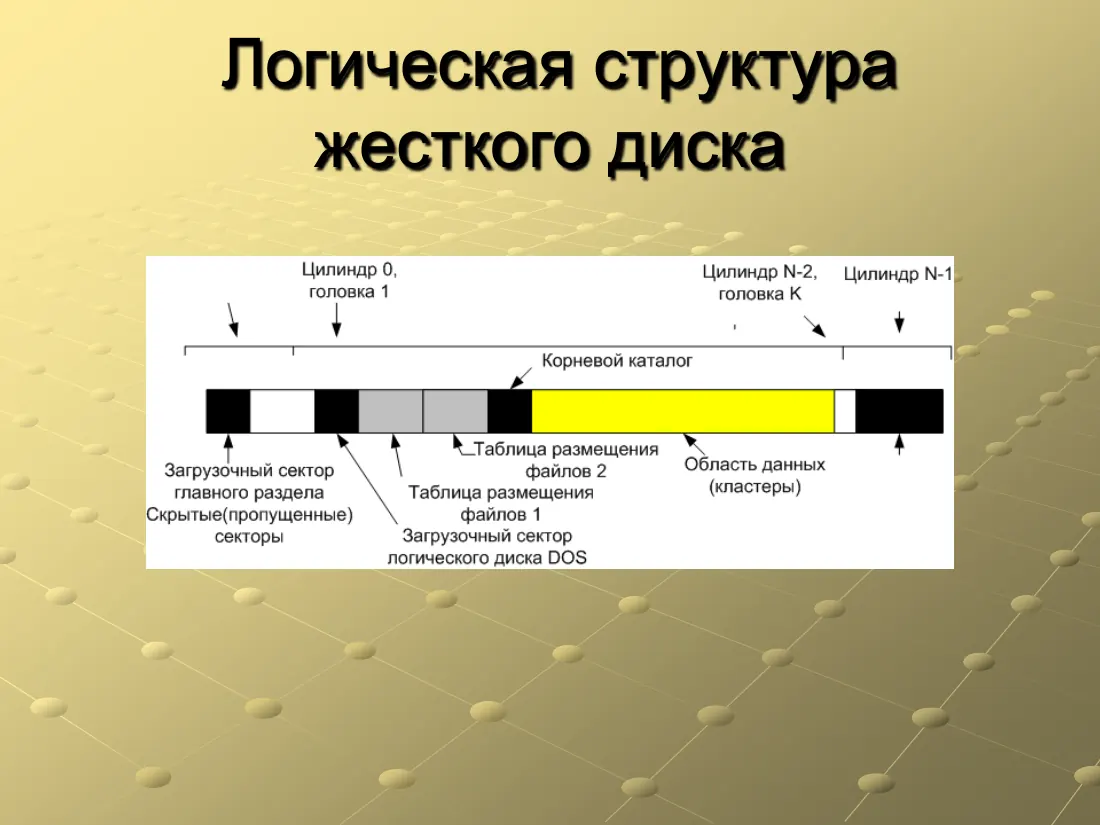 Логическая структура
жесткого диска
Цилиндр 0,
головка 1
Цилиндр N-2,
головка K
Цилиндр N-1
Корневой каталог
Загрузочный сектор
главного раздела
Скрытые(пропущенные)
секторы
Таблица размещения
файлов 2
Таблица размещения
файлов 1
Загрузочный сектор
логического диска DOS
Область данных
(кластеры)